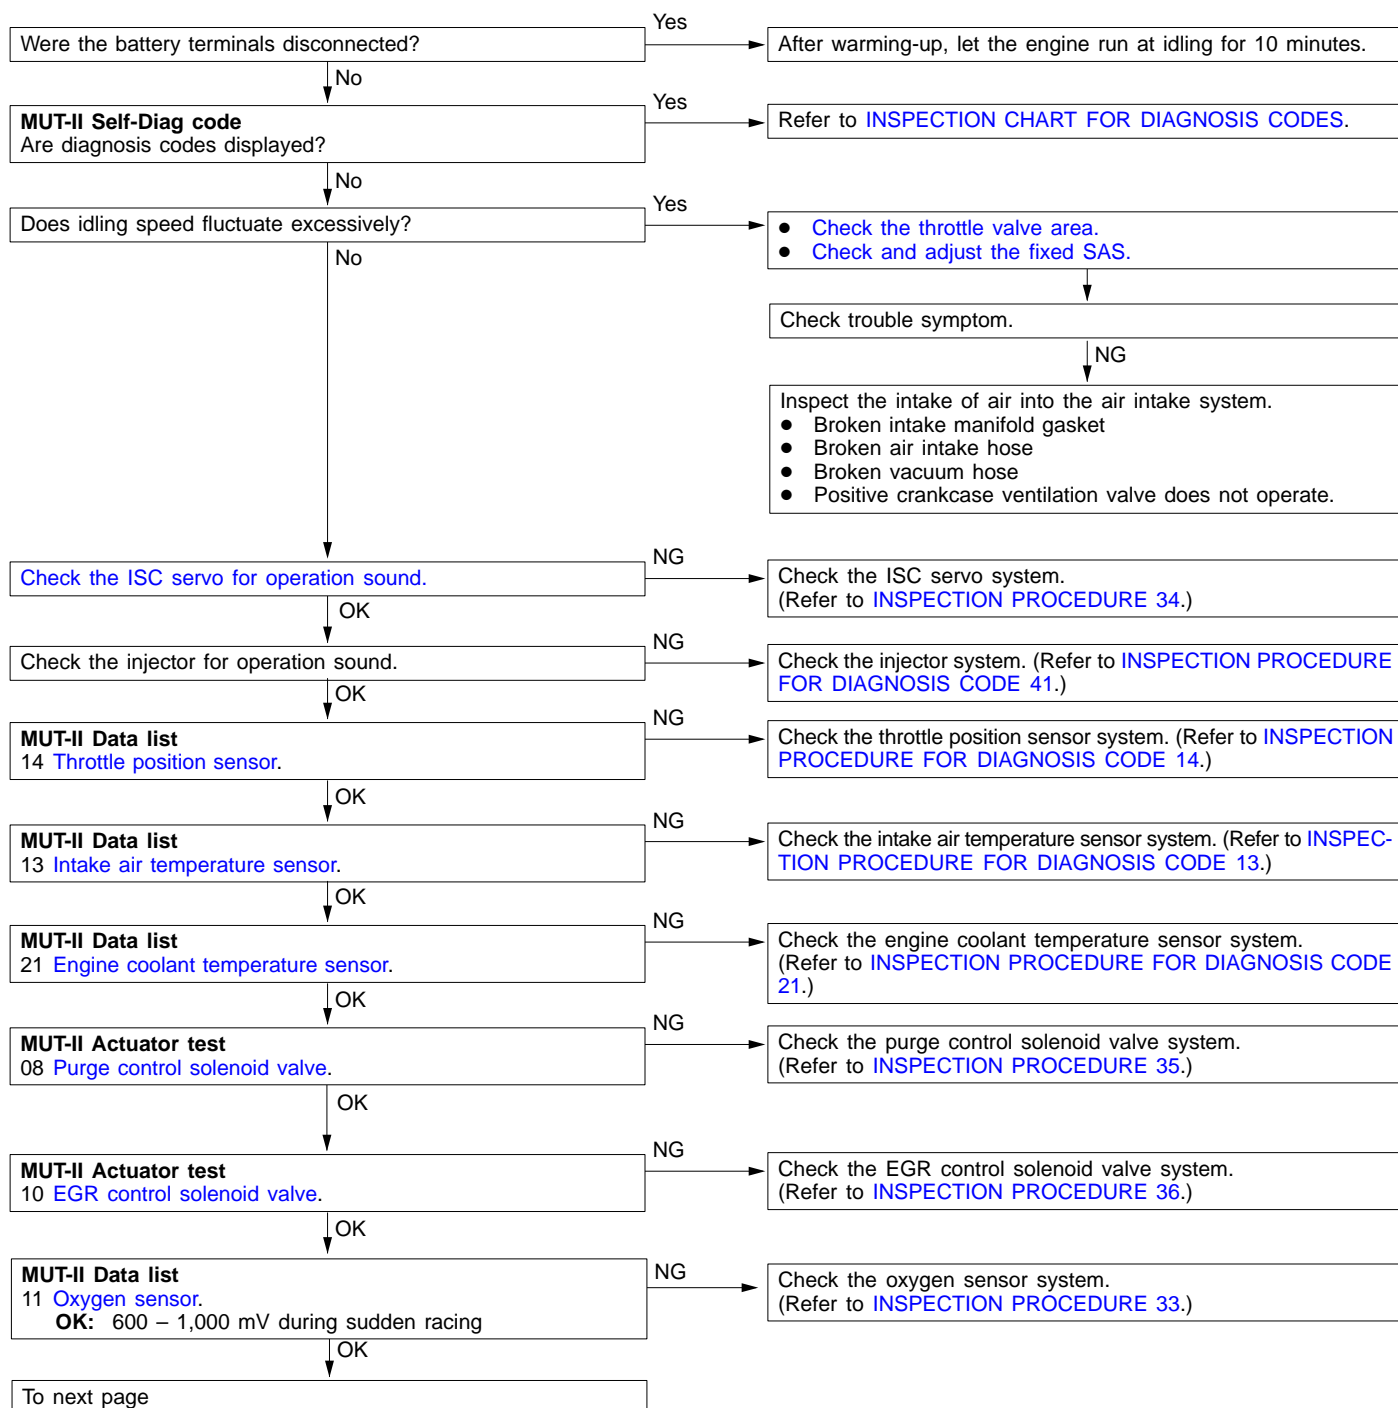 Were the battery terminals disconnected?
Yes
After warming-up, let the engine run at idling for 10 minutes.
No
MUT-II Self-Diag code
Are diagnosis codes displayed?
Yes
Refer to INSPECTION CHART FOR DIAGNOSIS CODES.
No
Does idling speed fluctuate excessively?
Yes
● Check the throttle valve area.
● Check and adjust the fixed SAS.
No
Check trouble symptom.
NG
Inspect the intake of air into the air intake system.
● Broken intake manifold gasket
● Broken air intake hose
● Broken vacuum hose
● Positive crankcase ventilation valve does not operate.
Check the ISC servo for operation sound.
NG
Check the ISC servo system.
(Refer to INSPECTION PROCEDURE 34.)
OK
Check the injector for operation sound.
NG
Check the injector system. (Refer to INSPECTION PROCEDURE
FOR DIAGNOSIS CODE 41.)
OK
MUT-II Data list
14 Throttle position sensor.
NG
Check the throttle position sensor system. (Refer to INSPECTION
PROCEDURE FOR DIAGNOSIS CODE 14.)
OK
MUT-II Data list
13 Intake air temperature sensor.
NG
Check the intake air temperature sensor system. (Refer to INSPEC-
TION PROCEDURE FOR DIAGNOSIS CODE 13.)
OK
MUT-II Data list
21 Engine coolant temperature sensor.
NG
Check the engine coolant temperature sensor system.
(Refer to INSPECTION PROCEDURE FOR DIAGNOSIS CODE
21.)
OK
MUT-II Actuator test
08 Purge control solenoid valve.
NG
Check the purge control solenoid valve system.
(Refer to INSPECTION PROCEDURE 35.)
OK
MUT-II Actuator test
10 EGR control solenoid valve.
NG
Check the EGR control solenoid valve system.
(Refer to INSPECTION PROCEDURE 36.)
OK
MUT-II Data list
11 Oxygen sensor.
OK: 600 – 1,000 mV during sudden racing
NG
Check the oxygen sensor system.
(Refer to INSPECTION PROCEDURE 33.)
OK
To next page